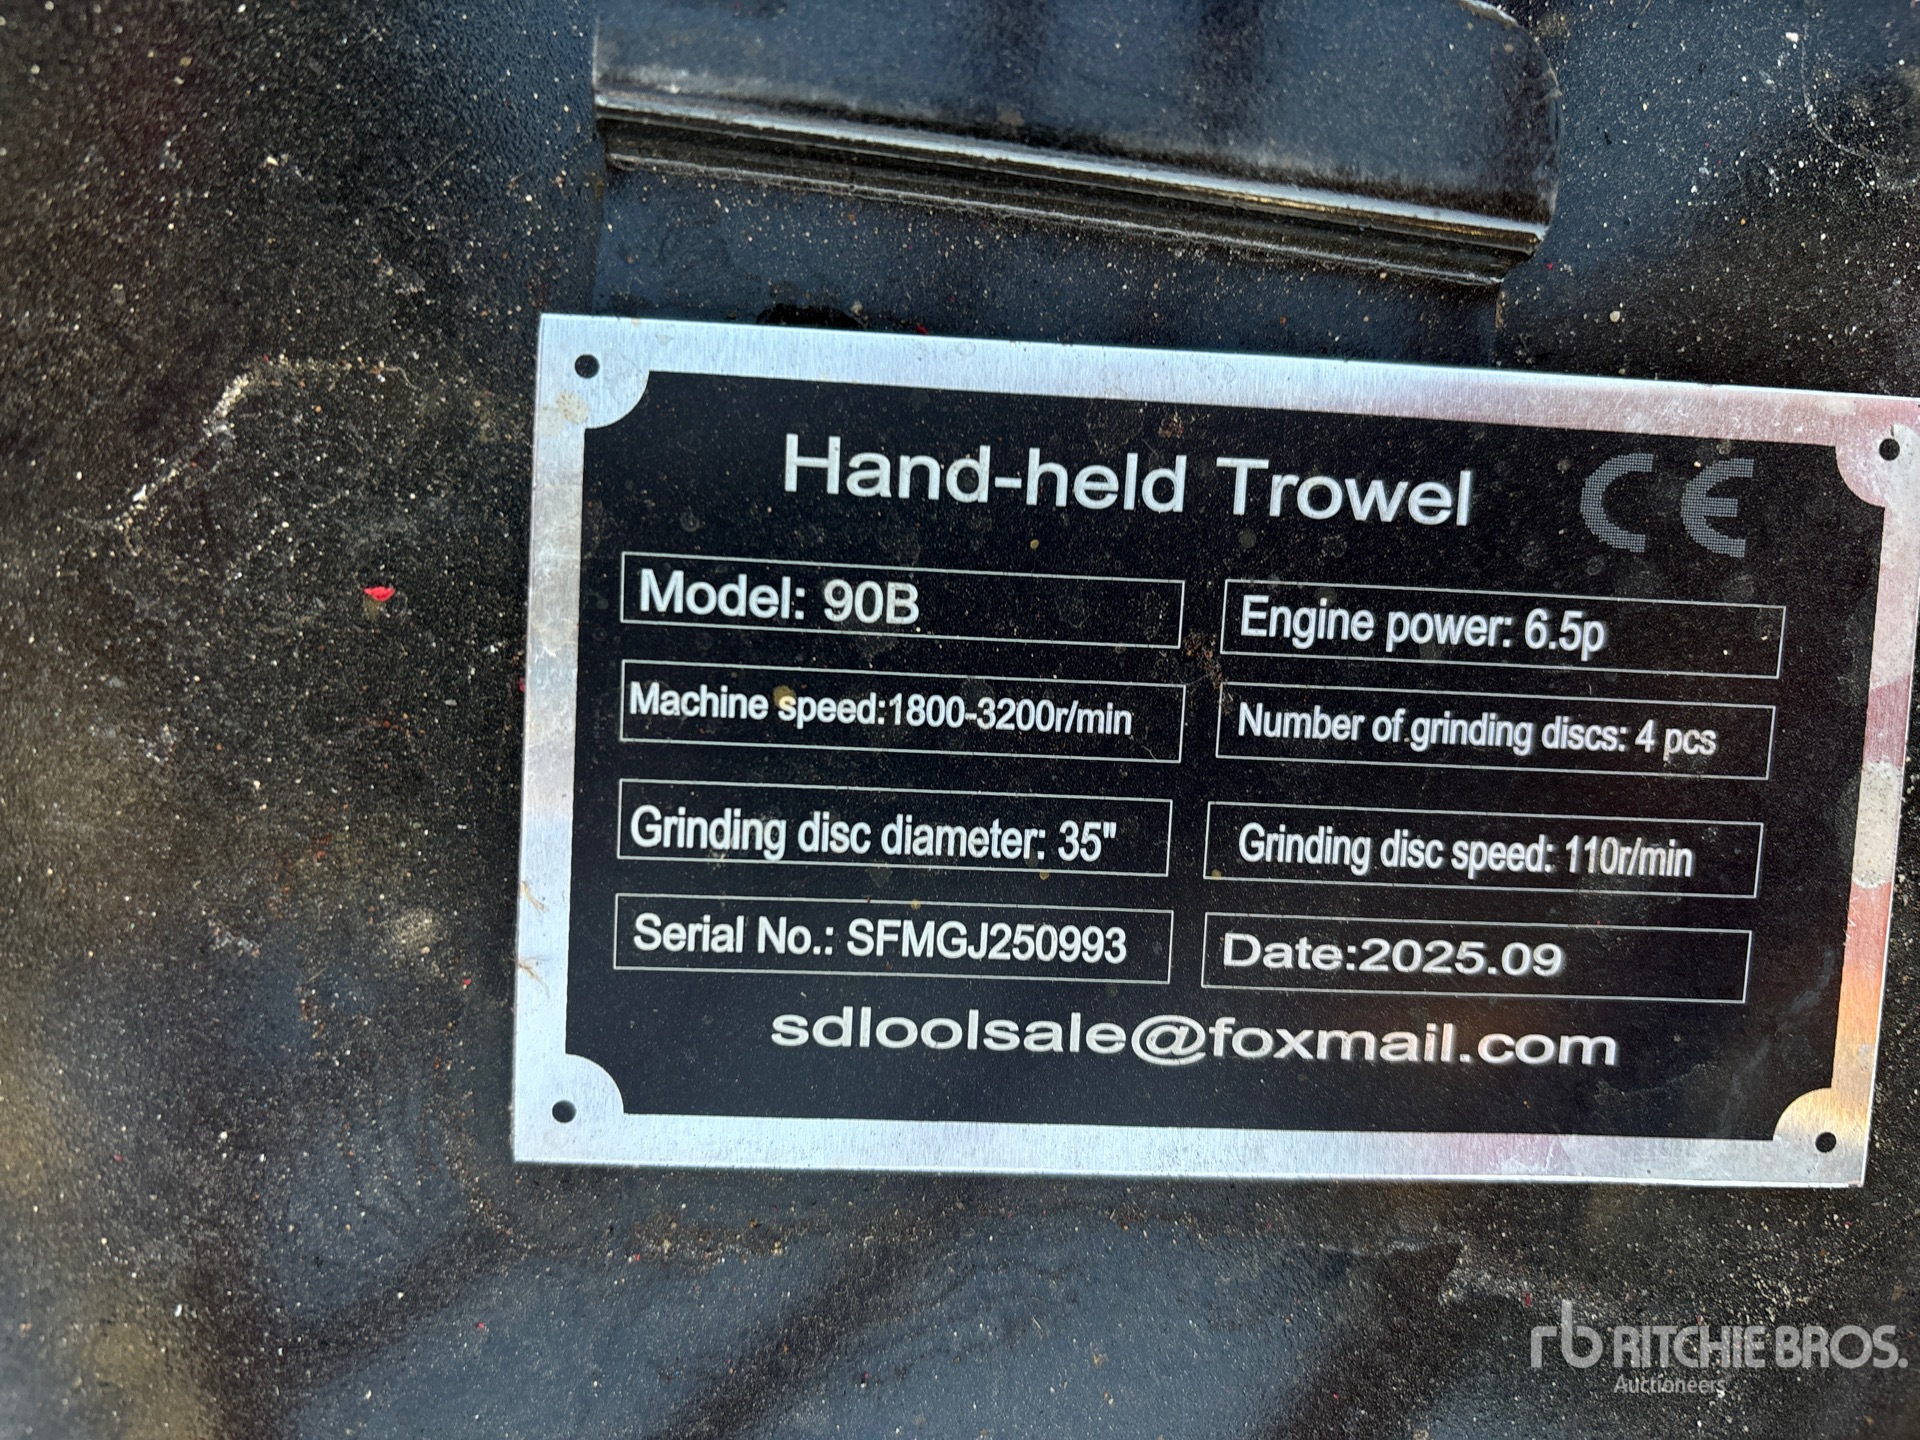 Hand-held Trowel CE
Model: 90B
Engine power: 6.5p
Machine speed:1800-3200r/min
Number of grinding discs: 4 pcs
Grinding disc diameter: 35"
Grinding disc speed: 110r/min
Serial No.: SFMGJ250993
Date:2025.09
sdloolsale@foxmail.com
rb RITCHIE BROS.
Auctioneers